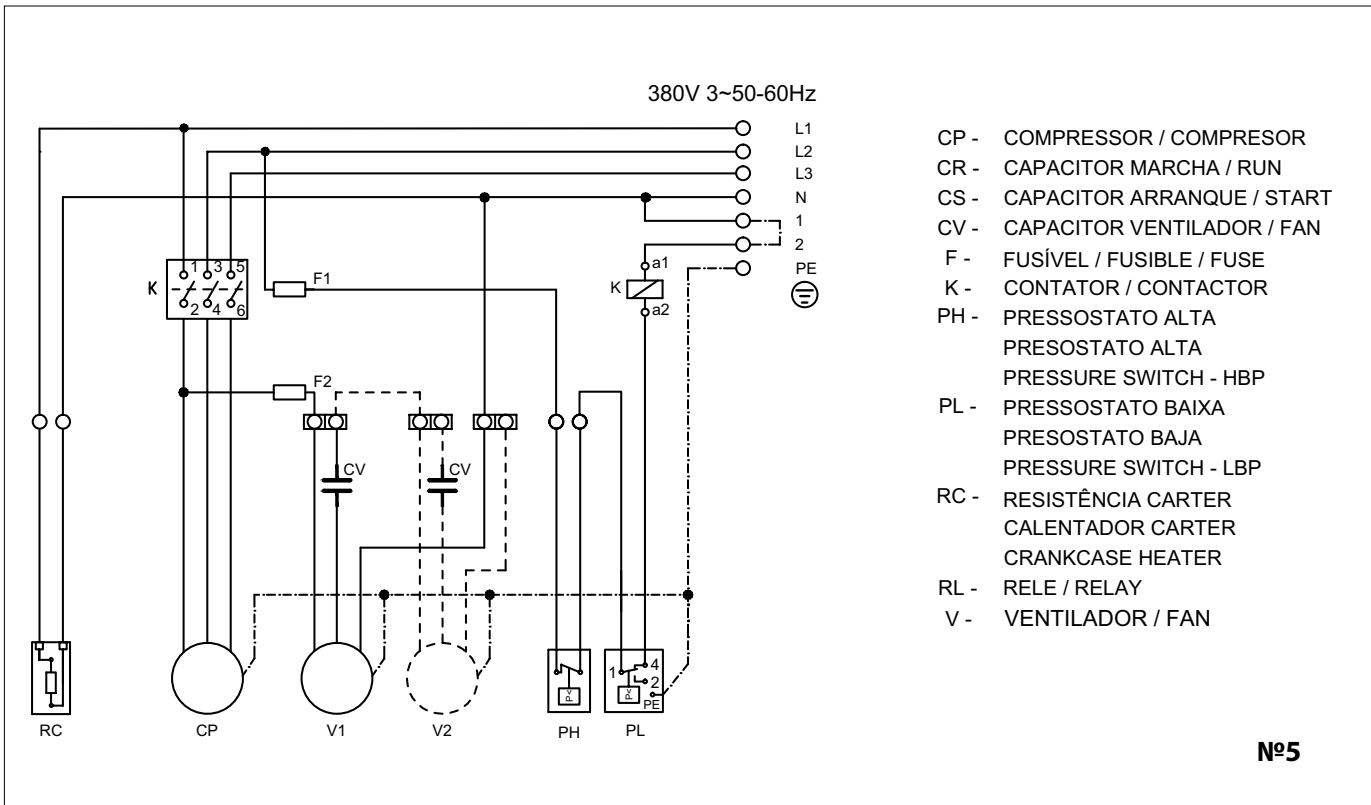 380V 3~50-60Hz
L1
L2
L3
N
1
2
PE
K
1 3 5
2 4 6
F1
K
a1
a2
F2
CV
CV
RC
CP
V1
V2
P<
PH
1
4
2
P<
PE
PL
CP - COMPRESSOR / COMPRESOR
CR - CAPACITOR MARCHA / RUN
CS - CAPACITOR ARRANQUE / START
CV - CAPACITOR VENTILADOR / FAN
F - FUSÍVEL / FUSIBLE / FUSE
K - CONTATOR / CONTACTOR
PH - PRESSOSTATO ALTA
PRESOSTATO ALTA
PRESSURE SWITCH - HBP
PL - PRESSOSTATO BAIXA
PRESOSTATO BAJA
PRESSURE SWITCH - LBP
RC - RESISTÊNCIA CARTER
CALENTADOR CARTER
CRANKCASE HEATER
RL - RELE / RELAY
V - VENTILADOR / FAN
Nº5